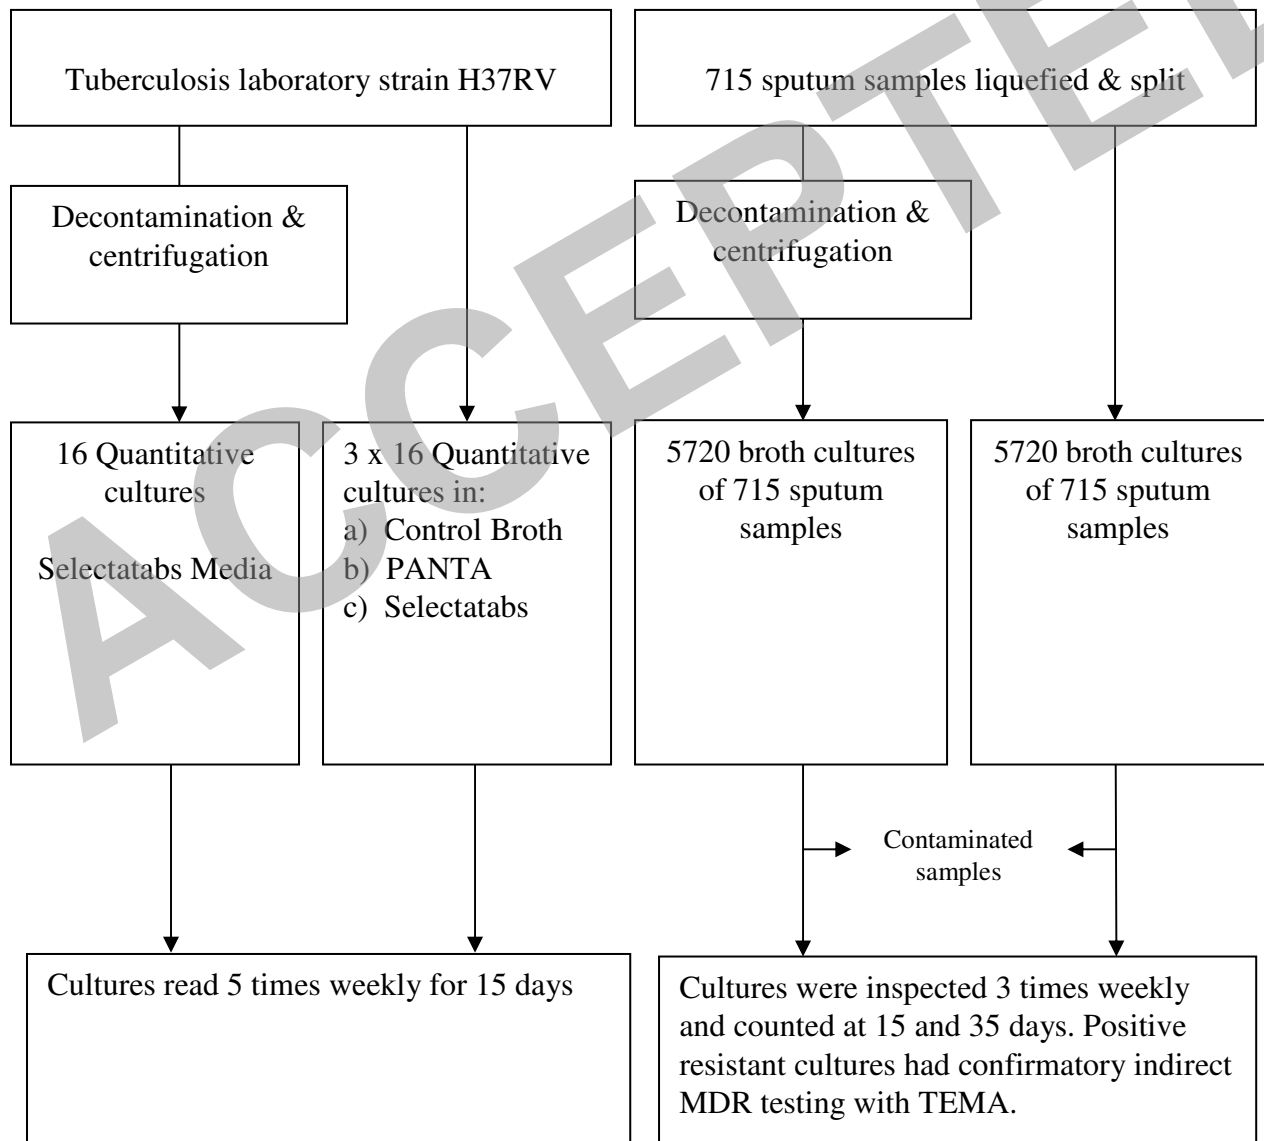 Tuberculosis laboratory strain H37RV
715 sputum samples liquefied & split
Decontamination &
centrifugation
Decontamination &
centrifugation
16 Quantitative
cultures
Selectatabs Media
3 x 16 Quantitative
cultures in:
a) Control Broth
b) PANTA
c) Selectatabs
5720 broth cultures
of 715 sputum
samples
5720 broth cultures
of 715 sputum
samples
Contaminated
samples
Cultures read 5 times weekly for 15 days
Cultures were inspected 3 times weekly
and counted at 15 and 35 days. Positive
resistant cultures had confirmatory indirect
MDR testing with TEMA.
ACCEPTE